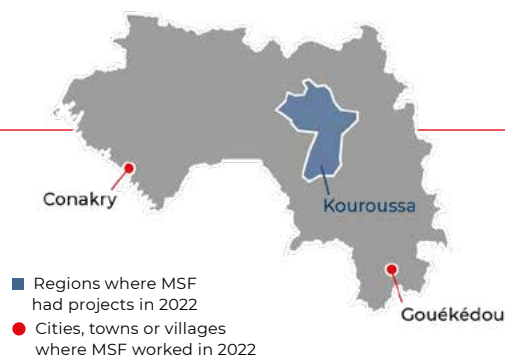 Conakry
Kouroussa
Gouékédou
Regions where MSF
had projects in 2022
Cities, towns or villages
where MSF worked in 2022